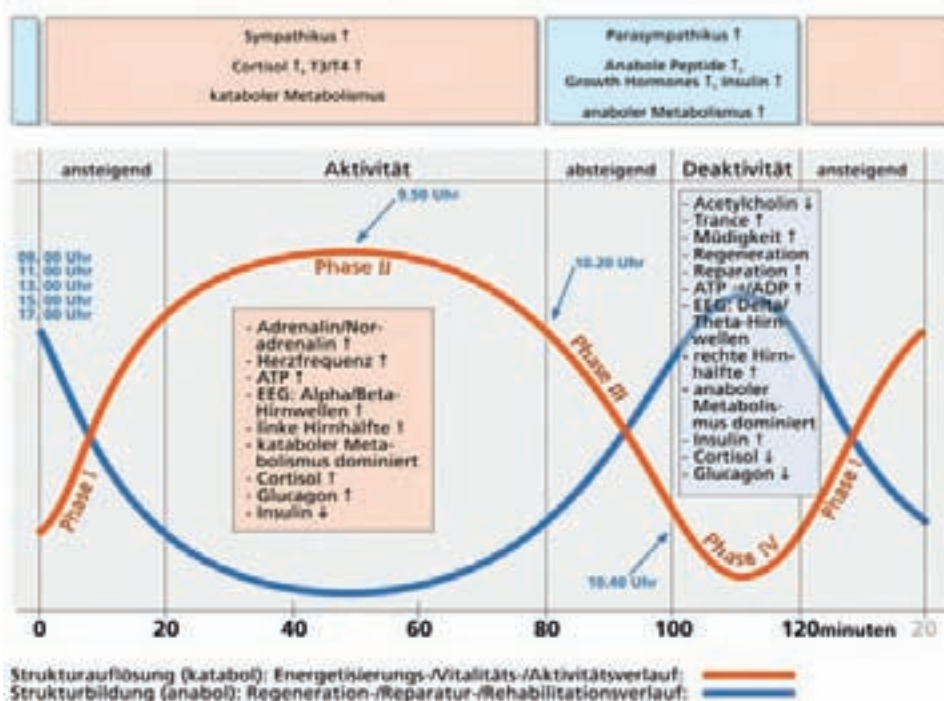 Sympathikus ↑
Cortisol ↑, T3/T4 ↑
kataboler Metabolismus
Parasympathikus ↑
Anabole Peptide ↑,
Growth Hormones ↑, Insulin ↑
anaboler Metabolismus ↑
ansteigend
Aktivität
absteigend
Deaktivität
ansteigend
09.00 Uhr
11.00 Uhr
13.00 Uhr
15.00 Uhr
17.00 Uhr
9.50 Uhr
10.20 Uhr
10.40 Uhr
Phase I
Phase II
Phase III
Phase IV
Phase I
- Adrenalin/Nor-
adrenalin ↑
- Herzfrequenz ↑
- ATP ↑
- EEG: Alpha/Beta-
Hirnwellen ↑
- linke Hirnhälfte ↑
- kataboler Meta-
bolismus dominiert
- Cortisol ↑
- Glucagon ↑
- Insulin ↓
- Acetylcholin ↓
- Trance ↑
- Müdigkeit ↑
- Regeneration
- Reparation ↑
- ATP →/ADP ↑
- EEG: Delta/
Theta-Hirn-
wellen
- rechte Hirn-
hälfte ↑
- anaboler
Metabolis-
mus dominiert
- Insulin ↑
- Cortisol ↓
- Glucagon ↓
0 20 40 60 80 100 120minuten 20
Strukturauflösung (katabol): Energetisierungs-/Vitalitäts-/Aktivitätsverlauf:
Strukturbildung (anabol): Regeneration-/Reparatur-/Rehabilitationsverlauf: